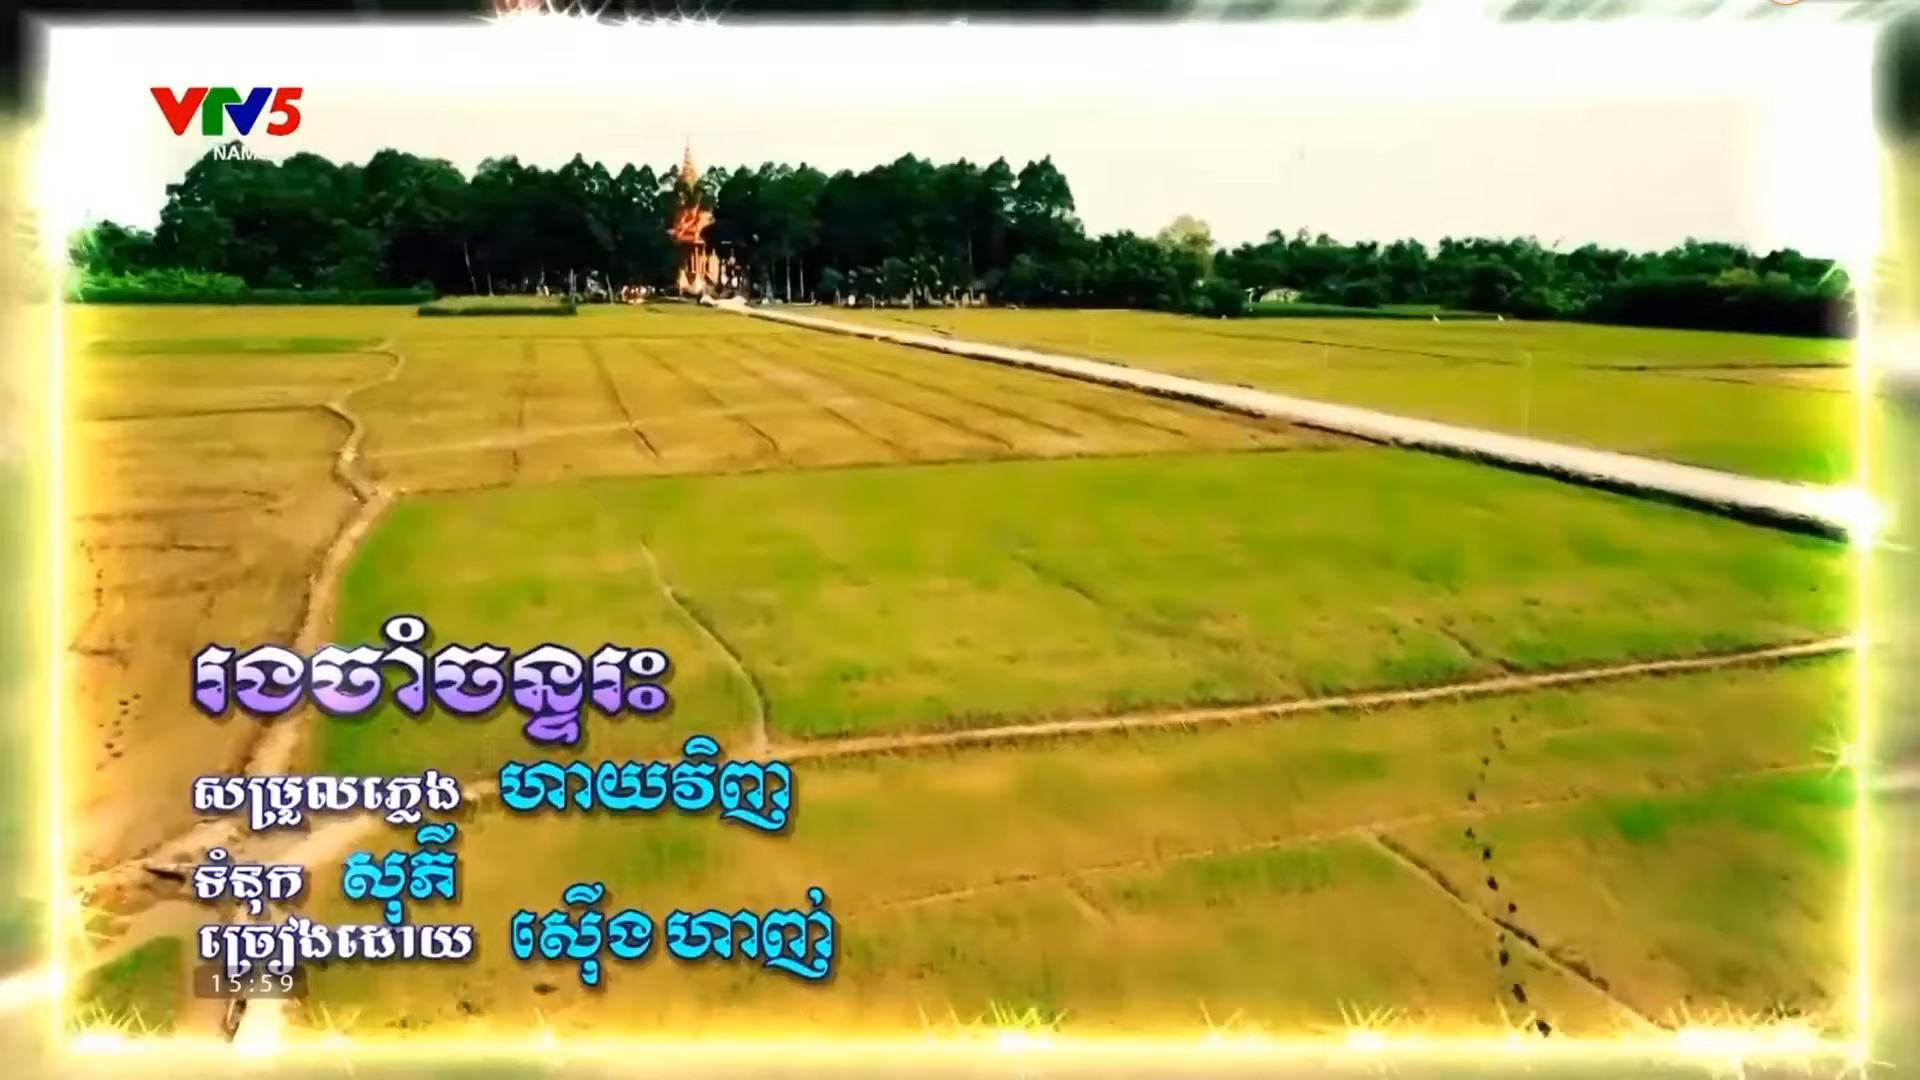 VTV5
NAM
រងចាំចន្ទរះ
សម្រួលភ្លេង ហាយវិញ
ទំនុក សុភី
ច្រៀងដោយ ស៊ើង ហាញ់
15:59